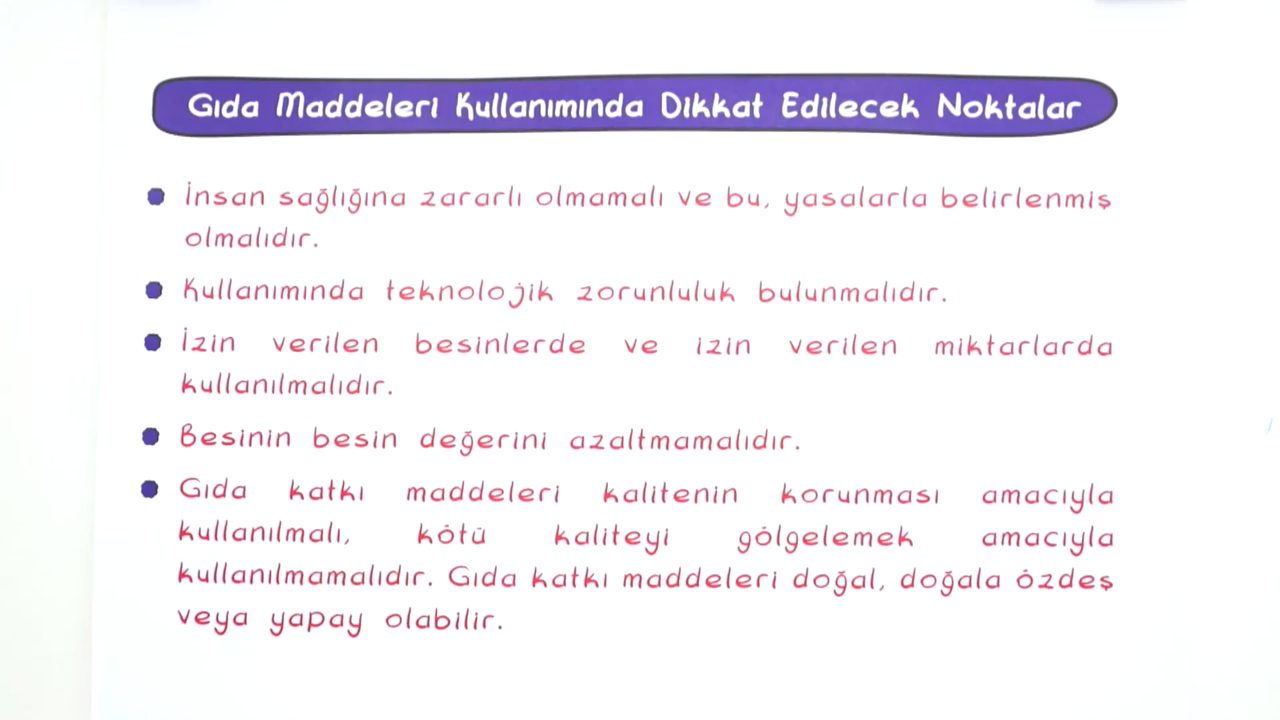 Gıda Maddeleri Kullanımında Dikkat Edilecek Noktalar
İnsan sağlığına zararlı olmamalı ve bu, yasalarla belirlenmiş
olmalıdır.
Kullanımında teknolojik zorunluluk bulunmalıdır.
İzin verilen besinlerde ve izin verilen miktarlarda
kullanılmalıdır.
Besinin besin değerini azaltmamalıdır.
Gıda katkı maddeleri kalitenin korunması amacıyla
kullanılmalı, kötü kaliteyi gölgelemek amacıyla
kullanılmamalıdır. Gıda katkı maddeleri doğal, doğala özdeş
veya yapay olabilir.